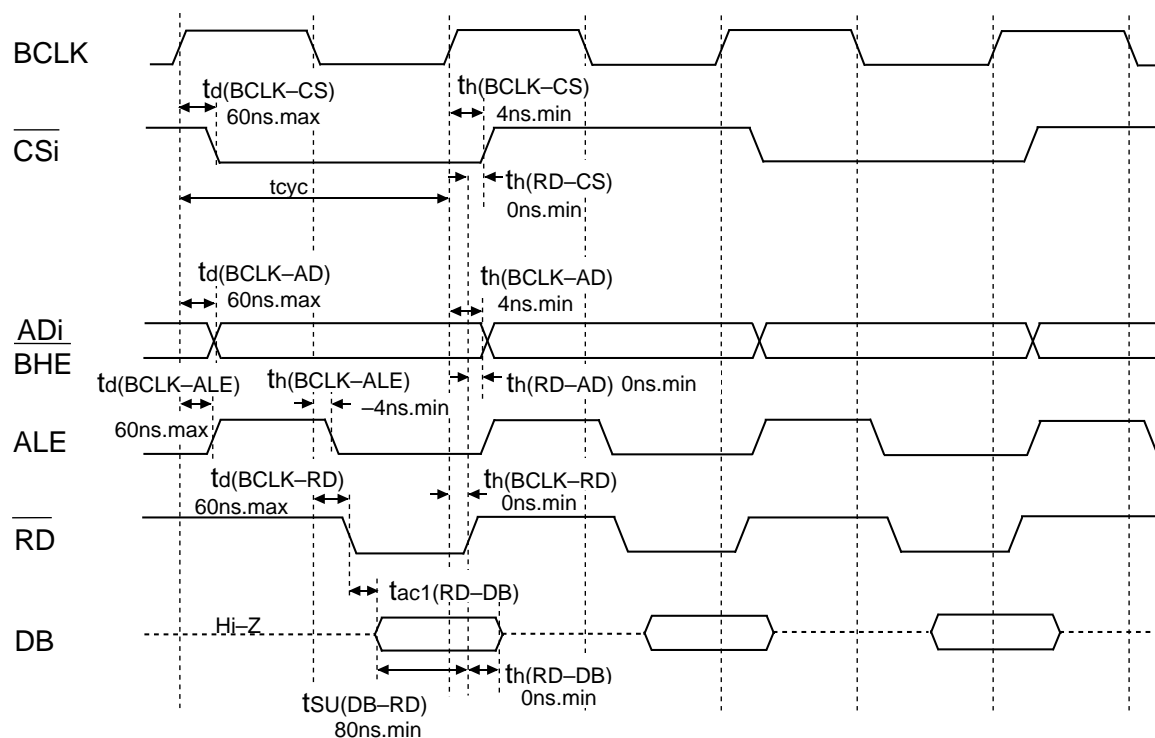 BCLK
td(BCLK–CS)
60ns.max
th(BCLK–CS)
4ns.min
CSi
tcyc
th(RD–CS)
0ns.min
td(BCLK–AD)
60ns.max
th(BCLK–AD)
4ns.min
ADi
BHE
td(BCLK–ALE)
60ns.max
th(BCLK–ALE)
–4ns.min
th(RD–AD) 0ns.min
ALE
td(BCLK–RD)
60ns.max
th(BCLK–RD)
0ns.min
RD
tac1(RD–DB)
Hi–Z
DB
th(RD–DB)
0ns.min
tSU(DB–RD)
80ns.min